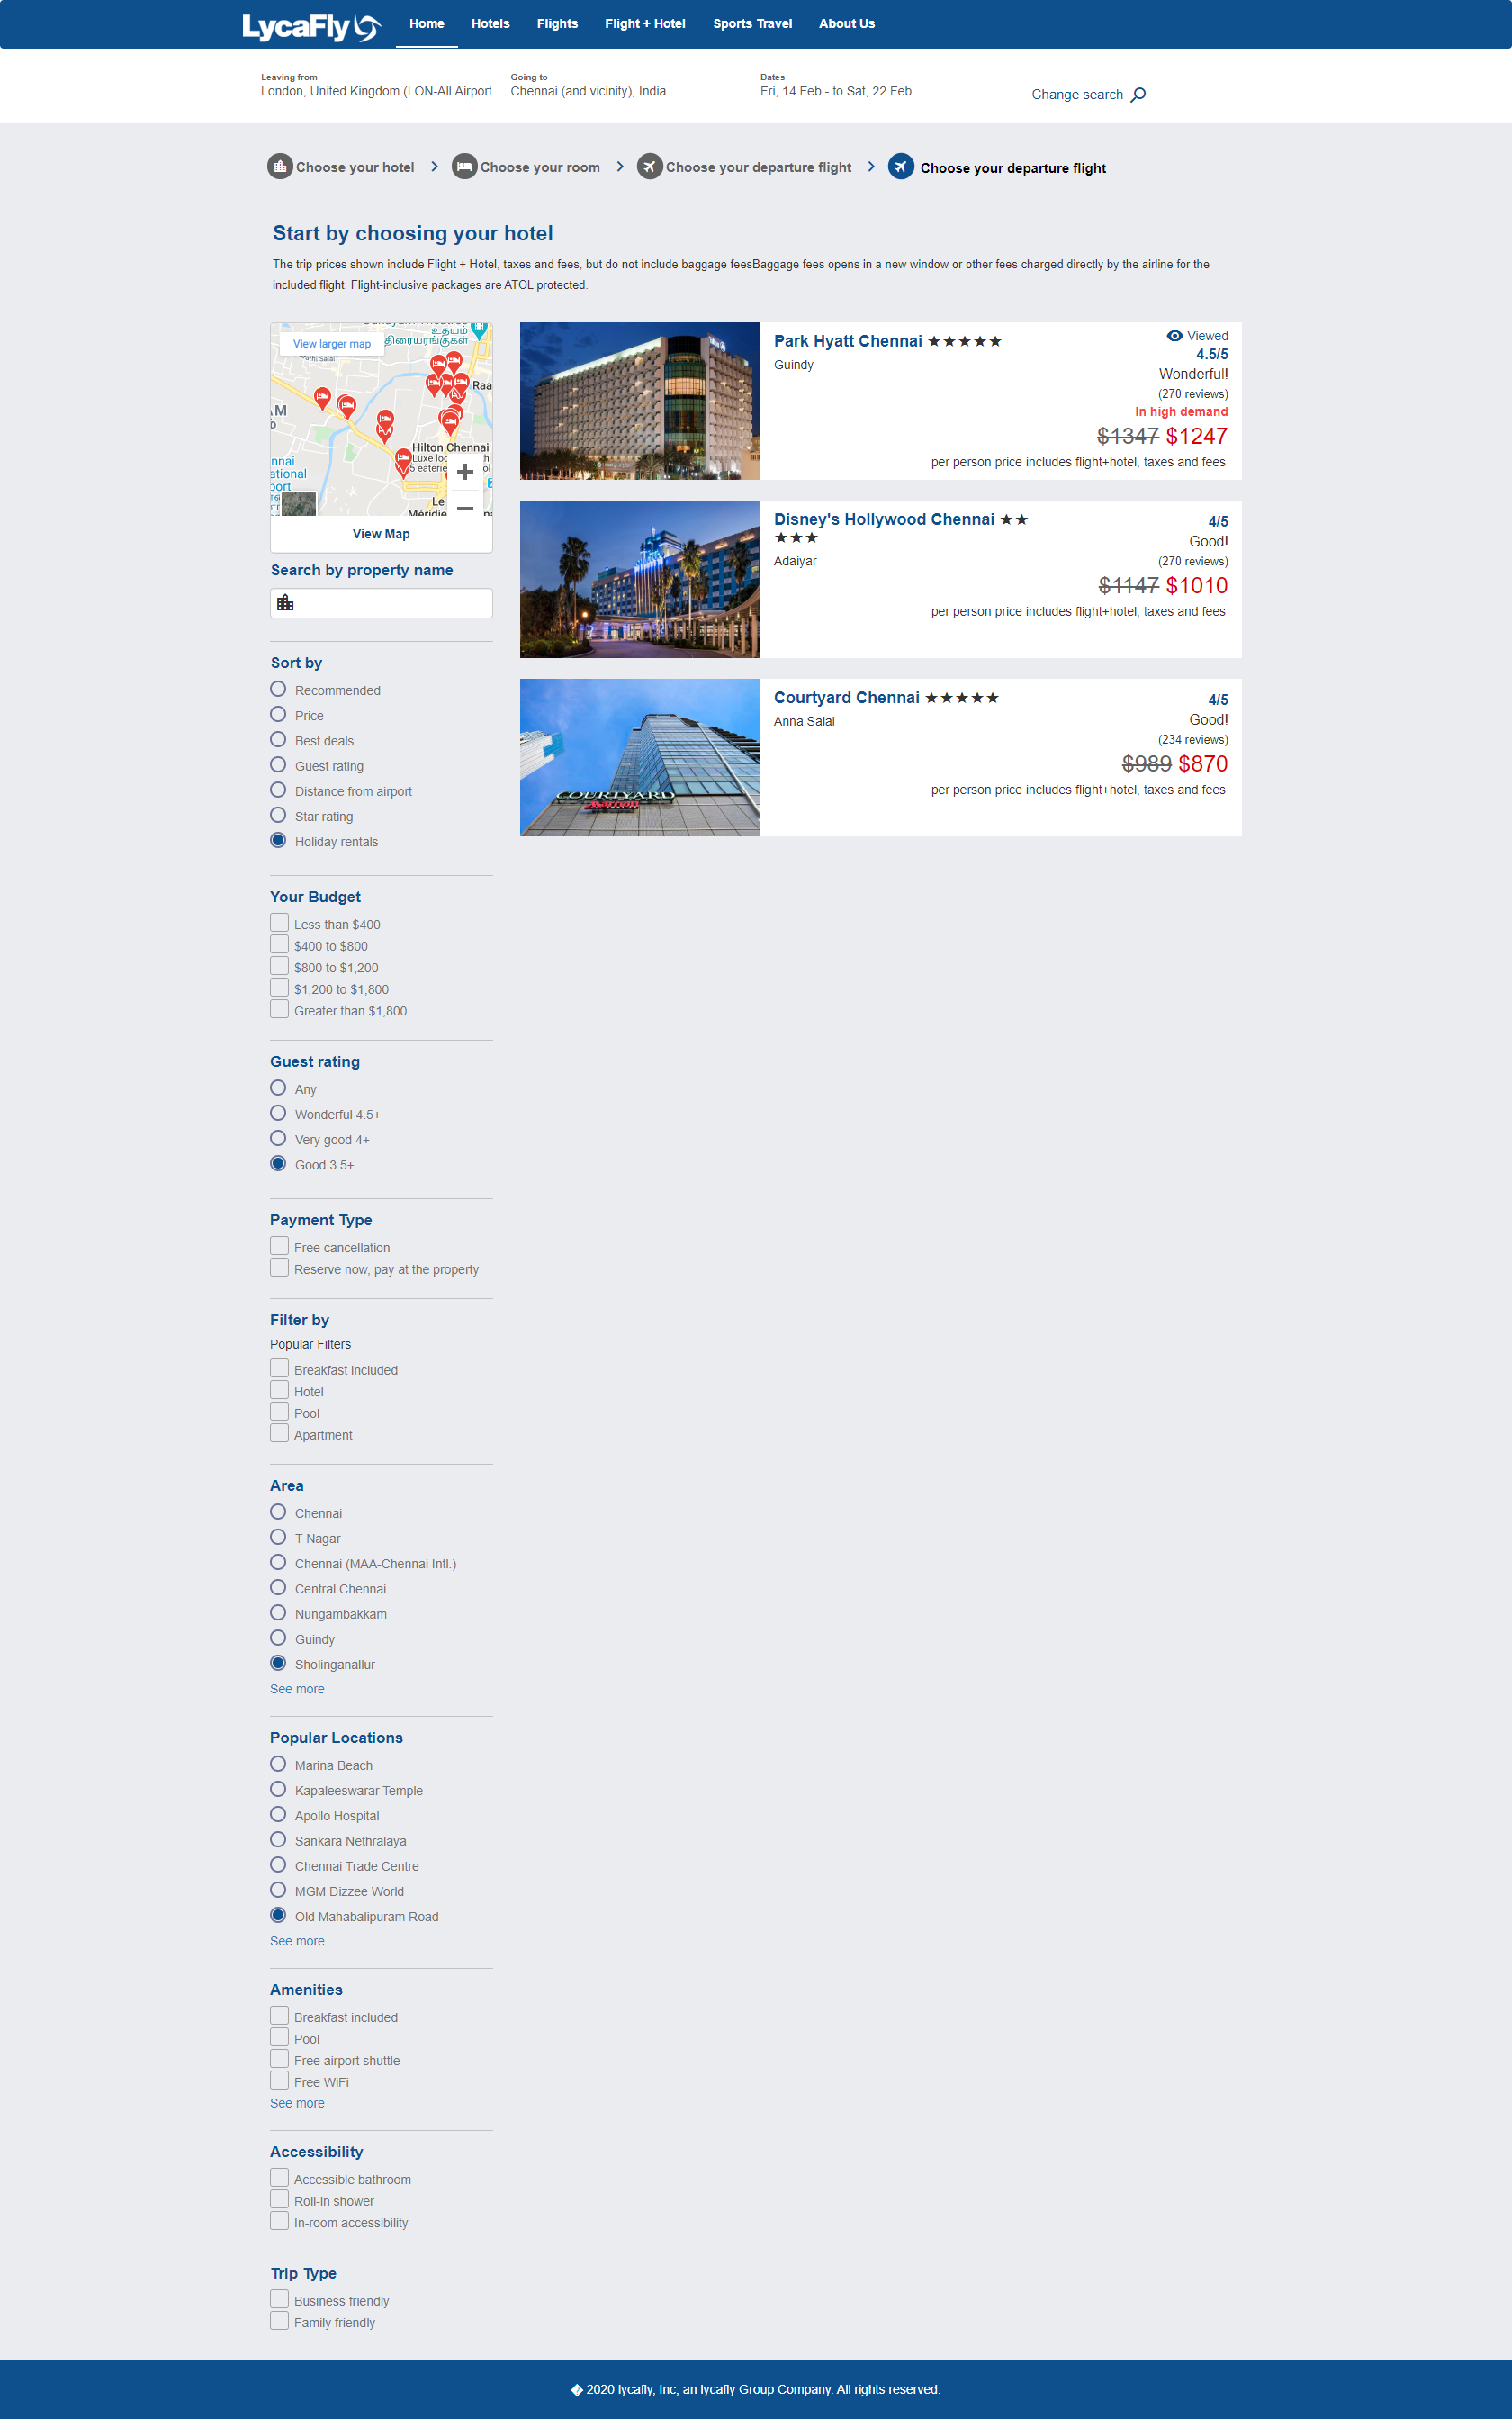 LycaFly
Home
Hotels
Flights
Flight + Hotel
Sports Travel
About Us
Leaving from
London, United Kingdom (LON-All Airport
Going to
Chennai (and vicinity), India
Dates
Fri, 14 Feb - to Sat, 22 Feb
Change search
Choose your hotel
Choose your room
Choose your departure flight
Choose your departure flight
Start by choosing your hotel
The trip prices shown include Flight + Hotel, taxes and fees, but do not include baggage feesBaggage fees opens in a new window or other fees charged directly by the airline for the
included flight. Flight-inclusive packages are ATOL protected.
உதயம்
திரையரங்குகள்
View larger map
Raa
AM
Hilton Chennai
Luxe
5
nnai
ational
port
Le
Méridie
View Map
Search by property name
Sort by
Recommended
Price
Best deals
Guest rating
Distance from airport
Star rating
Holiday rentals
Your Budget
Less than $400
$400 to $800
$800 to $1,200
$1,200 to $1,800
Greater than $1,800
Guest rating
Any
Wonderful 4.5+
Very good 4+
Good 3.5+
Payment Type
Free cancellation
Reserve now, pay at the property
Filter by
Popular Filters
Breakfast included
Hotel
Pool
Apartment
Area
Chennai
T Nagar
Chennai (MAA-Chennai Intl.)
Central Chennai
Nungambakkam
Guindy
Sholinganallur
See more
Popular Locations
Marina Beach
Kapaleeswarar Temple
Apollo Hospital
Sankara Nethralaya
Chennai Trade Centre
MGM Dizzee World
Old Mahabalipuram Road
See more
Amenities
Breakfast included
Pool
Free airport shuttle
Free WiFi
See more
Accessibility
Accessible bathroom
Roll-in shower
In-room accessibility
Trip Type
Business friendly
Family friendly
Park Hyatt Chennai ★★★★★
Guindy
Viewed
4.5/5
Wonderful!
(270 reviews)
In high demand
$1347 $1247
per person price includes flight+hotel, taxes and fees
Disney's Hollywood Chennai ★★
★★★
Adaiyar
4/5
Good!
(270 reviews)
$1147 $1010
per person price includes flight+hotel, taxes and fees
COURTYARD
Marriott
Courtyard Chennai ★★★★★
Anna Salai
4/5
Good!
(234 reviews)
$989 $870
per person price includes flight+hotel, taxes and fees
� 2020 lycafly, Inc, an lycafly Group Company. All rights reserved.